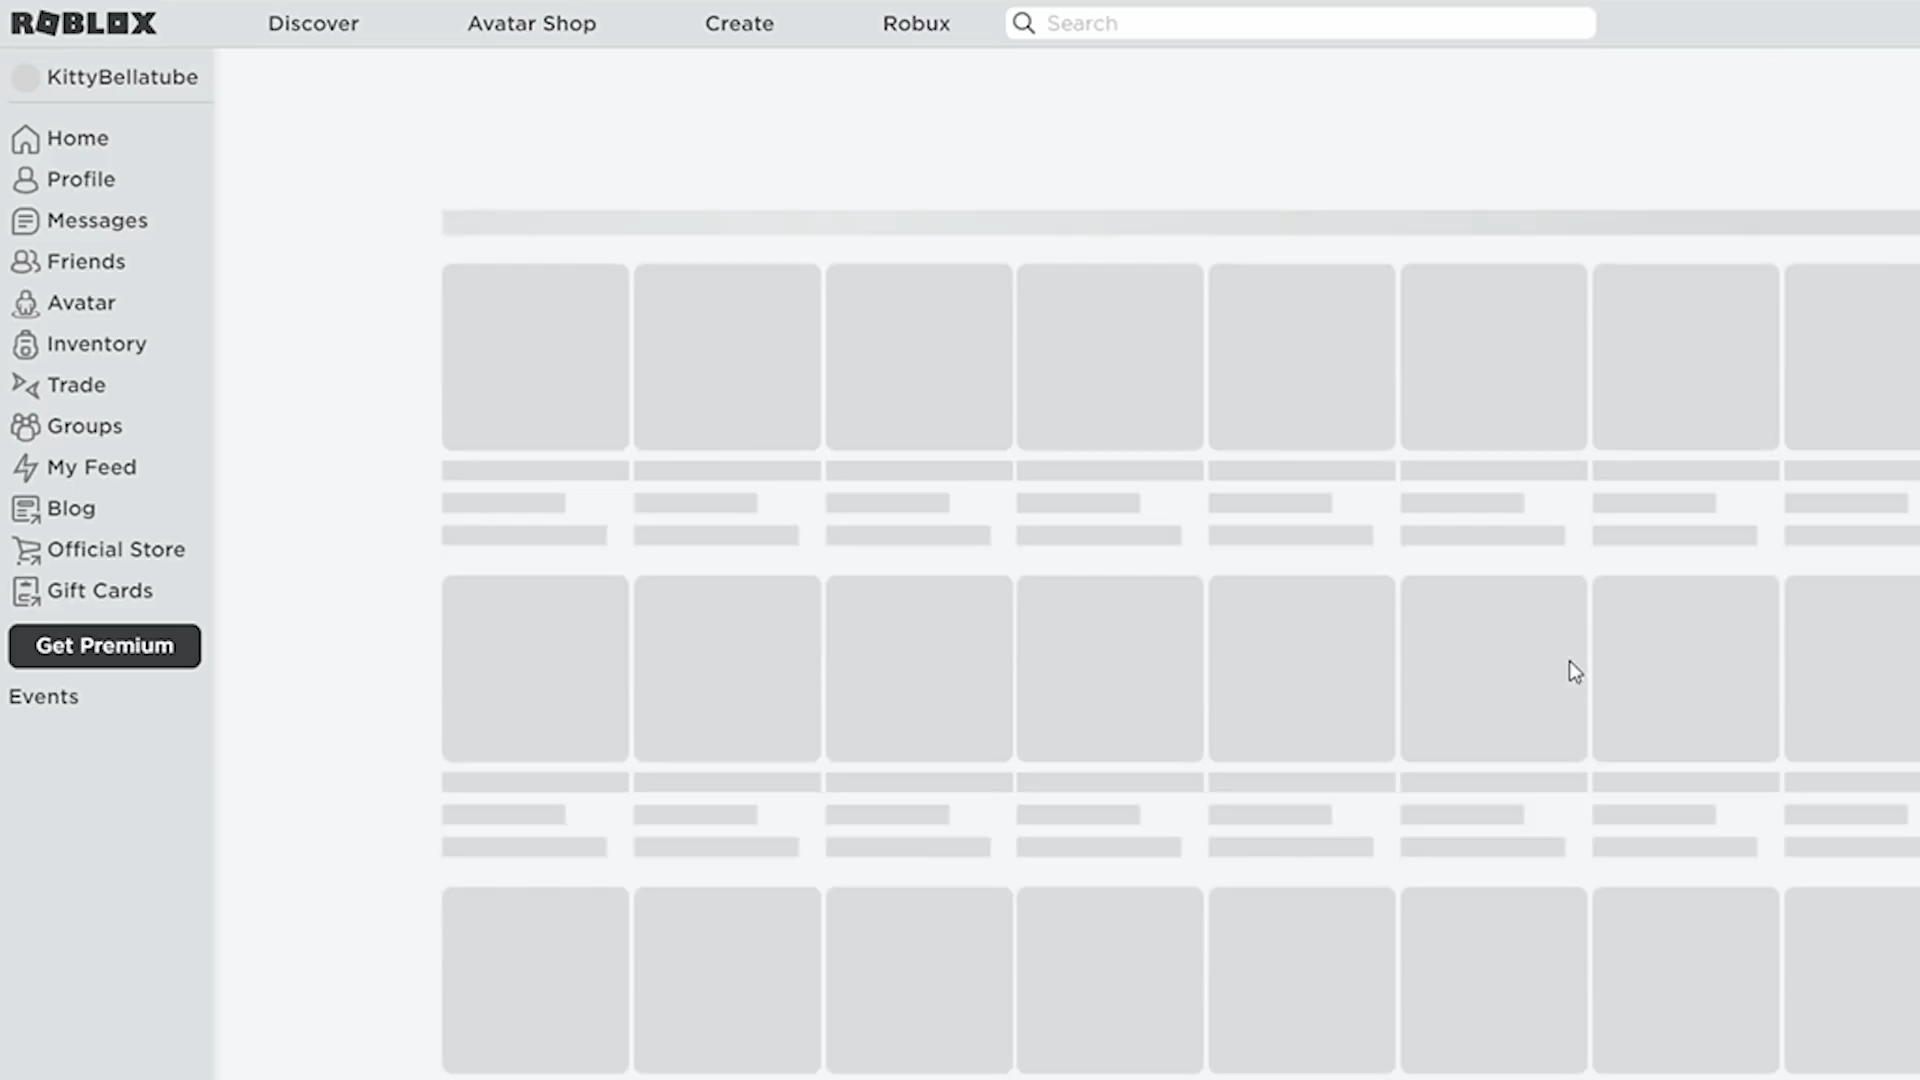 ROBLOX
Discover
Avatar Shop
Create
Robux
Search
KittyBellatube
Home
Profile
Messages
Friends
Avatar
Inventory
Trade
Groups
My Feed
Blog
Official Store
Gift Cards
Get Premium
Events